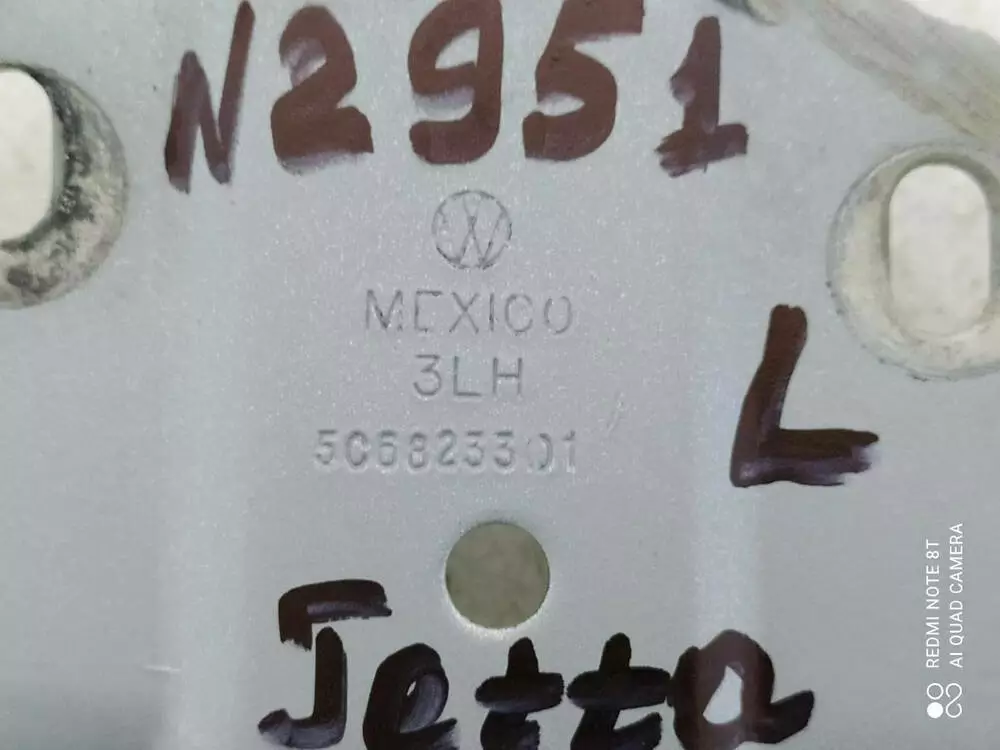 N2951
MEXICO
3LH
5C6823301
L
Jetta
REDMI NOTE 8T
AI QUAD CAMERA